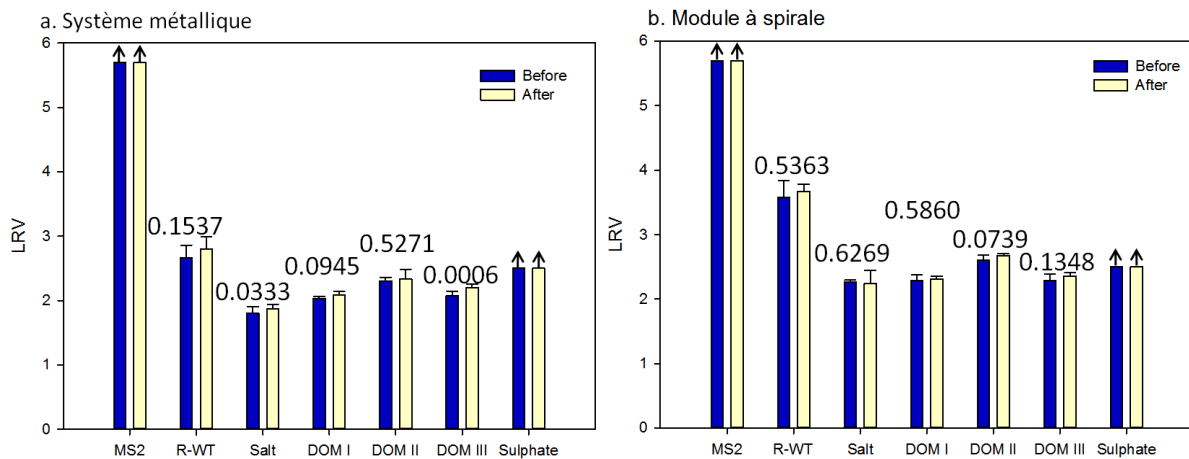 a. Système métallique
6
5
4
3
2
1
0
LRV
Before
After
0.1537
0.0333
0.0945
0.5271
0.0006
MS2 R-WT Salt DOM I DOM II DOM III Sulphate
b. Module à spirale
6
5
4
3
2
1
0
LRV
Before
After
0.5363
0.6269
0.5860
0.0739
0.1348
MS2 R-WT Salt DOM I DOM II DOM III Sulphate